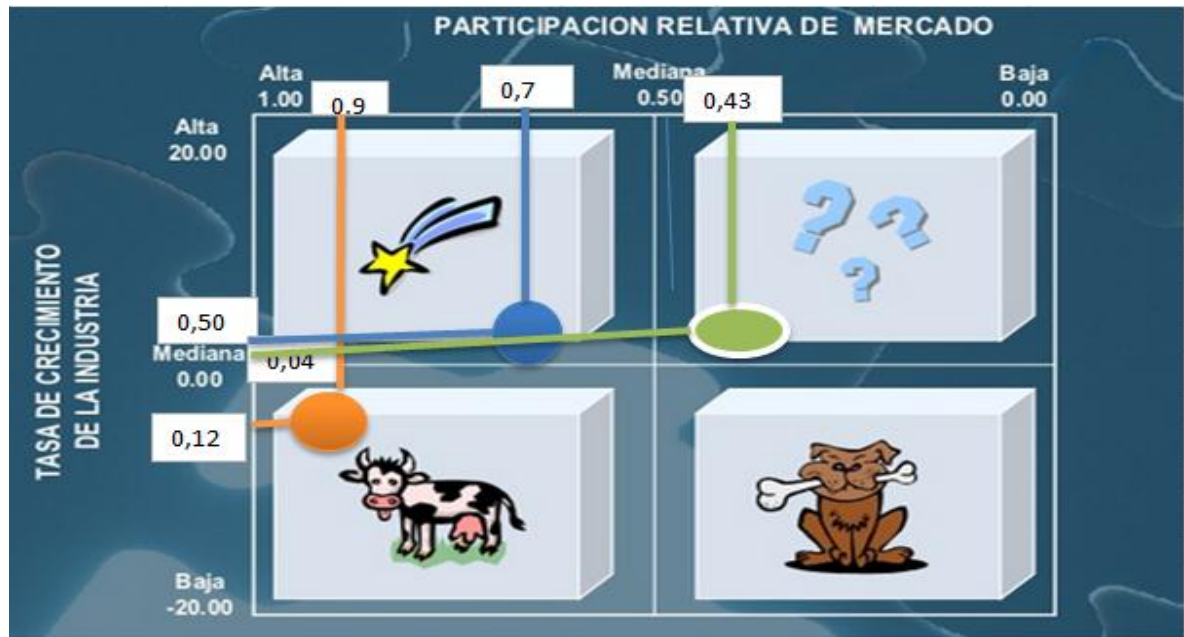 PARTICIPACION RELATIVA DE MERCADO
Alta
1.00
0.9
0,7
Mediana
0.50
0,43
Baja
0.00
Alta
20.00
TASA DE CRECIMIENTO
DE LA INDUSTRIA
0,50
Mediana
0.00
0,04
0,12
Baja
-20.00